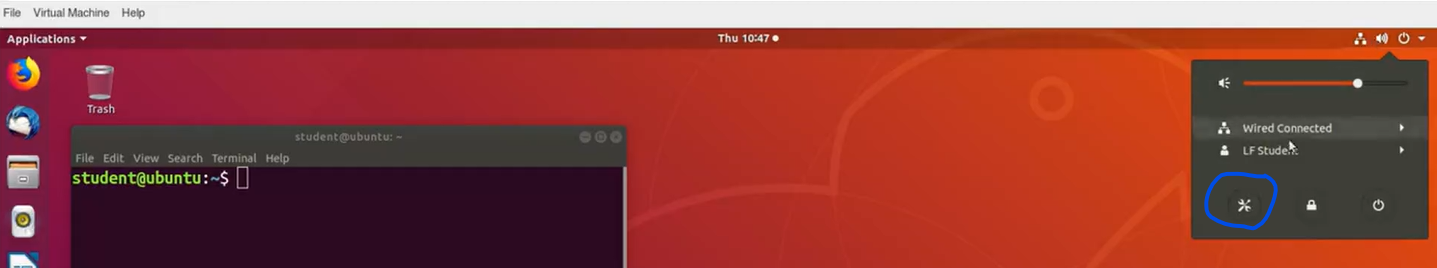 File Virtual Machine Help
Applications Thu 10:47
Trash
student@ubuntu: ~
File Edit View Search Terminal Help
student@ubuntu:~$
Wired Connected
LF Student